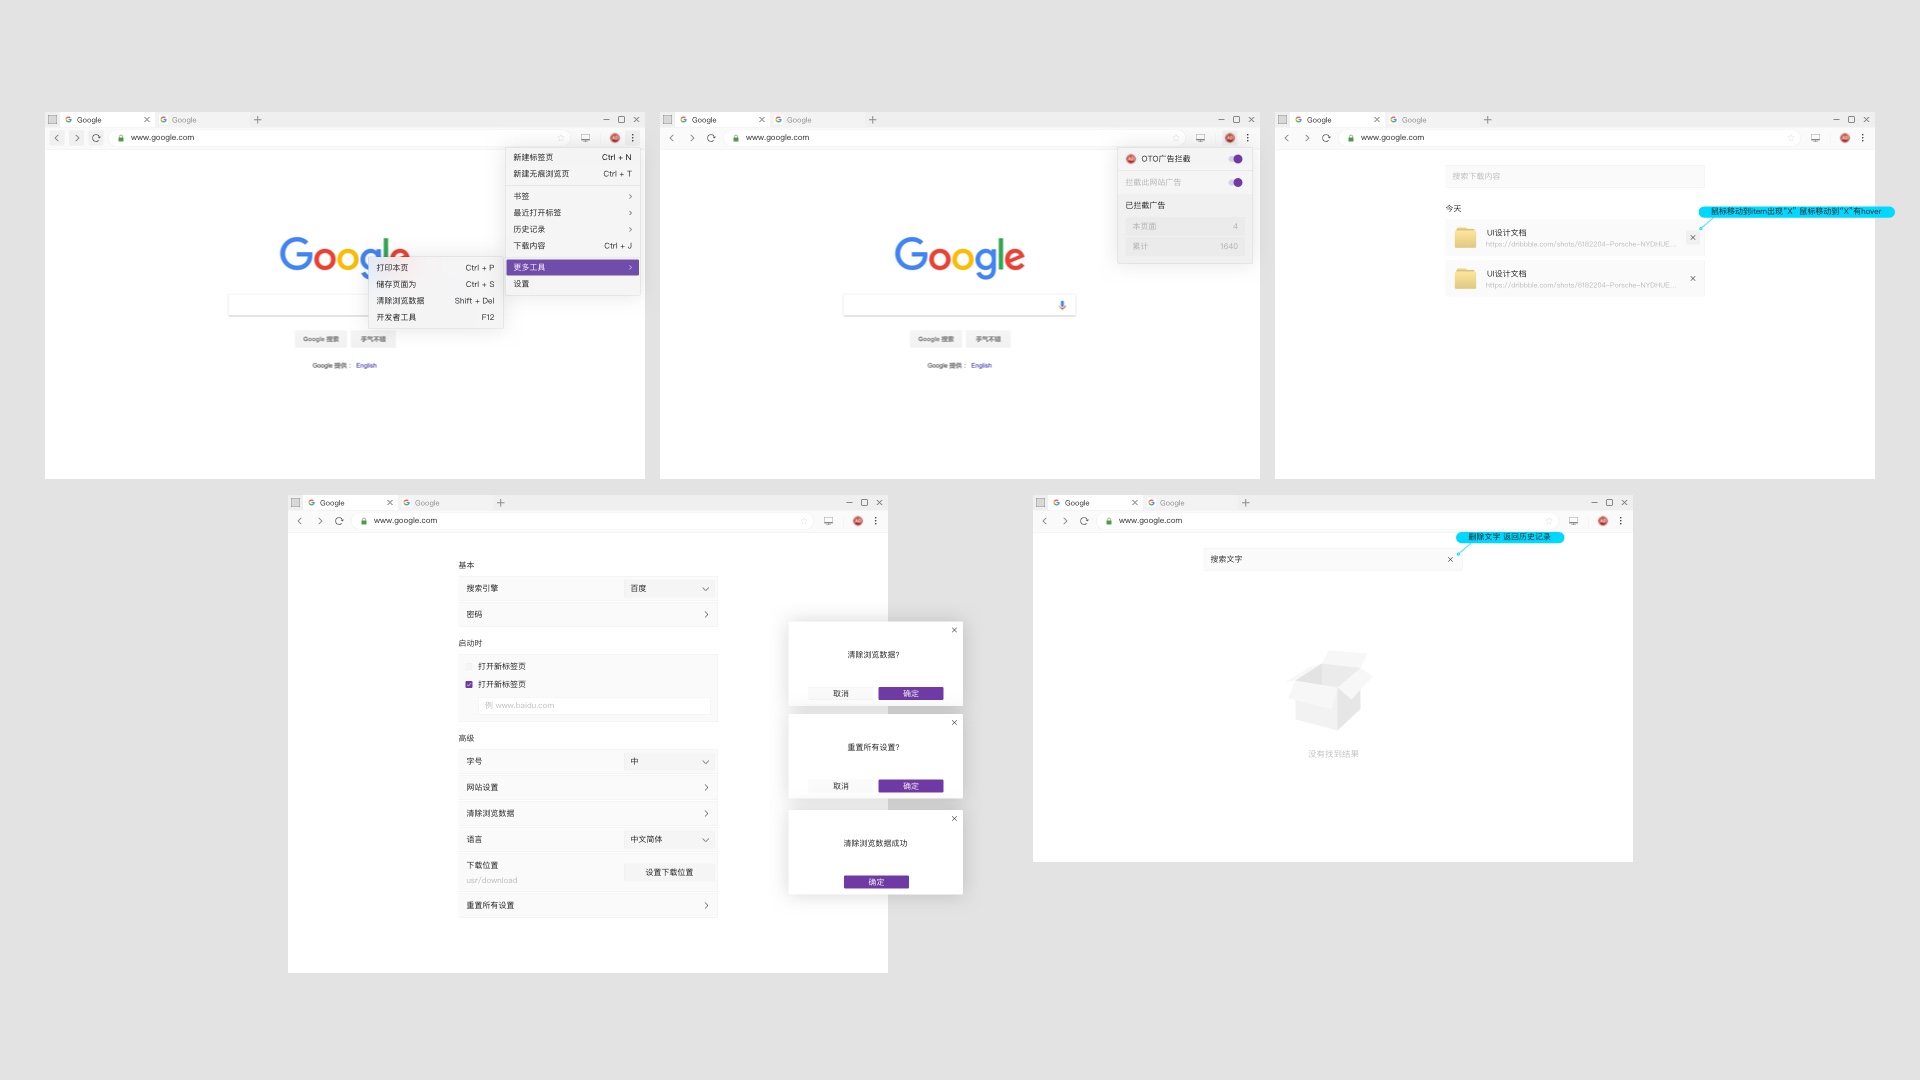 Google
Google
www.google.com
新建标签页 Ctrl + N
新建无痕浏览页 Ctrl + T
书签
最近打开标签
历史记录
下载内容 Ctrl + J
更多工具
设置
Google
打印本页 Ctrl + P
储存页面为 Ctrl + S
清除浏览数据 Shift + Del
开发者工具 F12
Google 搜索 手气不错
Google 提供： English
Google
Google
www.google.com
OTO广告拦截
拦截此网站广告
已拦截广告
本页面 4
累计 1640
Google
Google 搜索 手气不错
Google 提供： English
Google
Google
www.google.com
搜索下载内容
今天
鼠标移动到item出现"X" 鼠标移动到"X"有hover
UI设计文档
https://dribbble.com/shots/6182204-Porsche-NYDHUE...
UI设计文档
https://dribbble.com/shots/6182204-Porsche-NYDHUE...
Google
Google
www.google.com
基本
搜索引擎 百度
密码
启动时
打开新标签页
打开新标签页
例 www.baidu.com
高级
字号 中
网站设置
清除浏览数据
语言 中文简体
下载位置
usr/download
设置下载位置
重置所有设置
清除浏览数据?
取消 确定
重置所有设置?
取消 确定
清除浏览数据成功
确定
Google
Google
www.google.com
删除文字 返回历史记录
搜索文字
没有找到结果